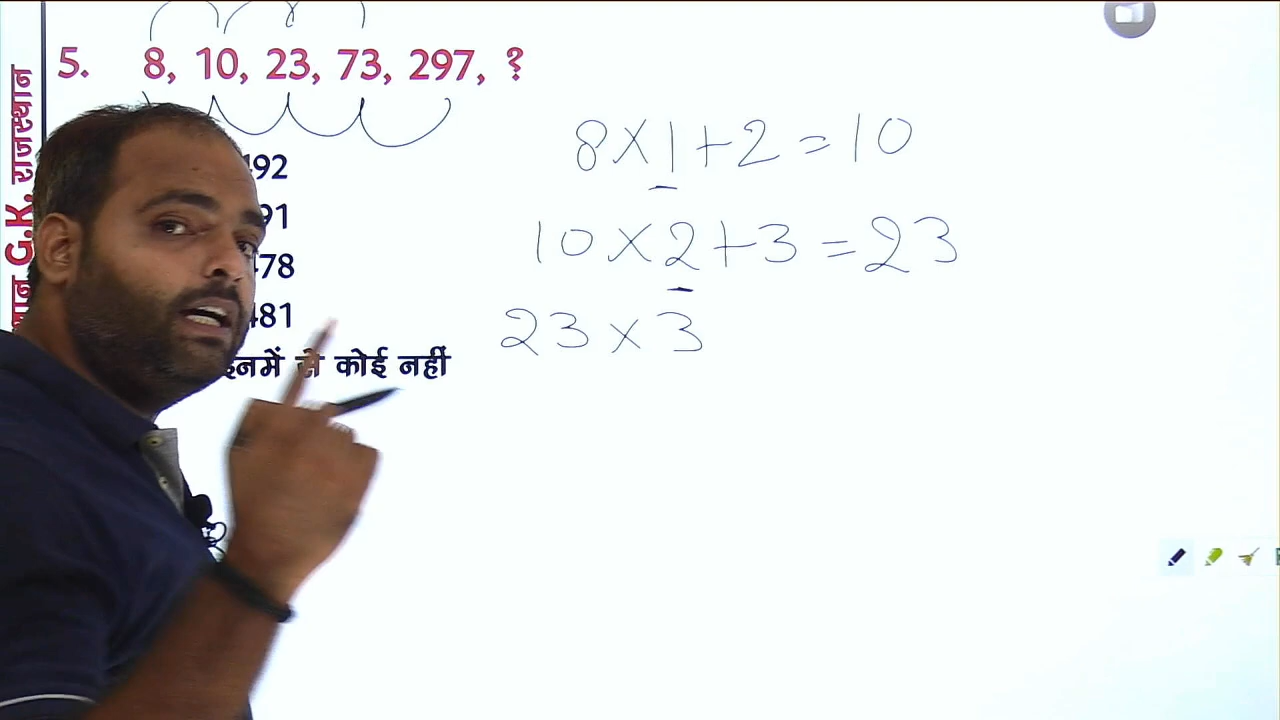 5. 8, 10, 23, 73, 297, ?
92
91
478
481
इनमें से कोई नहीं
8×1+2=10
10×2+3=23
23×3
G.K. राजस्थान